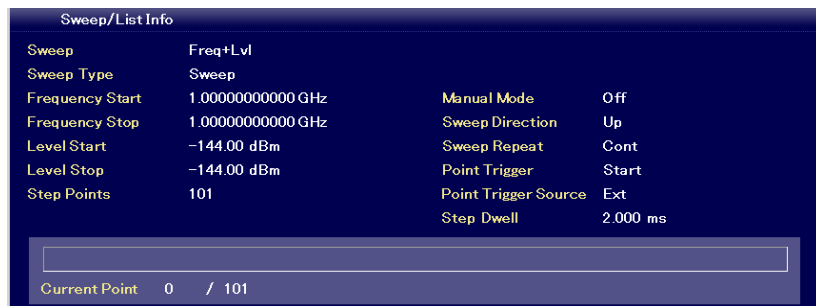 Sweep/List Info
Sweep Freq+Lvl
Sweep Type Sweep
Frequency Start 1.00000000000 GHz Manual Mode Off
Frequency Stop 1.00000000000 GHz Sweep Direction Up
Level Start -144.00 dBm Sweep Repeat Cont
Level Stop -144.00 dBm Point Trigger Start
Step Points 101 Point Trigger Source Ext
Step Dwell 2.000 ms
Current Point 0 / 101